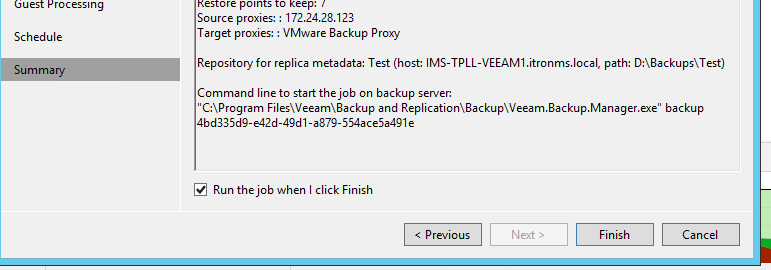 Guest Processing
Schedule
Summary
Restore points to keep: 7
Source proxies: : 172.24.28.123
Target proxies: : VMware Backup Proxy
Repository for replica metadata: Test (host: IMS-TPLL-VEEAM1.itronms.local, path: D:\Backups\Test)
Command line to start the job on backup server:
"C:\Program Files\Veeam\Backup and Replication\Backup\Veeam.Backup.Manager.exe" backup
4bd335d9-e42d-49d1-a879-554ace5a491e
Run the job when I click Finish
< Previous
Next >
Finish
Cancel